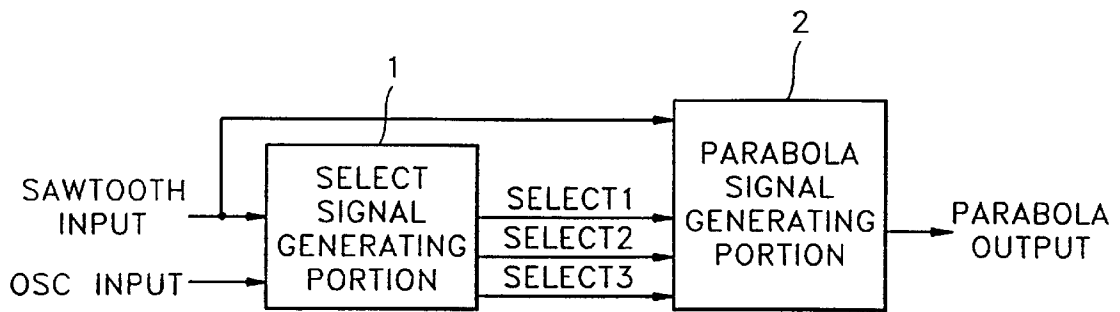 2
1
PARABOLA
SIGNAL
GENERATING
PORTION
SELECT
SIGNAL
GENERATING
PORTION
SAWTOOTH
INPUT
OSC INPUT
SELECT1
SELECT2
SELECT3
PARABOLA
OUTPUT